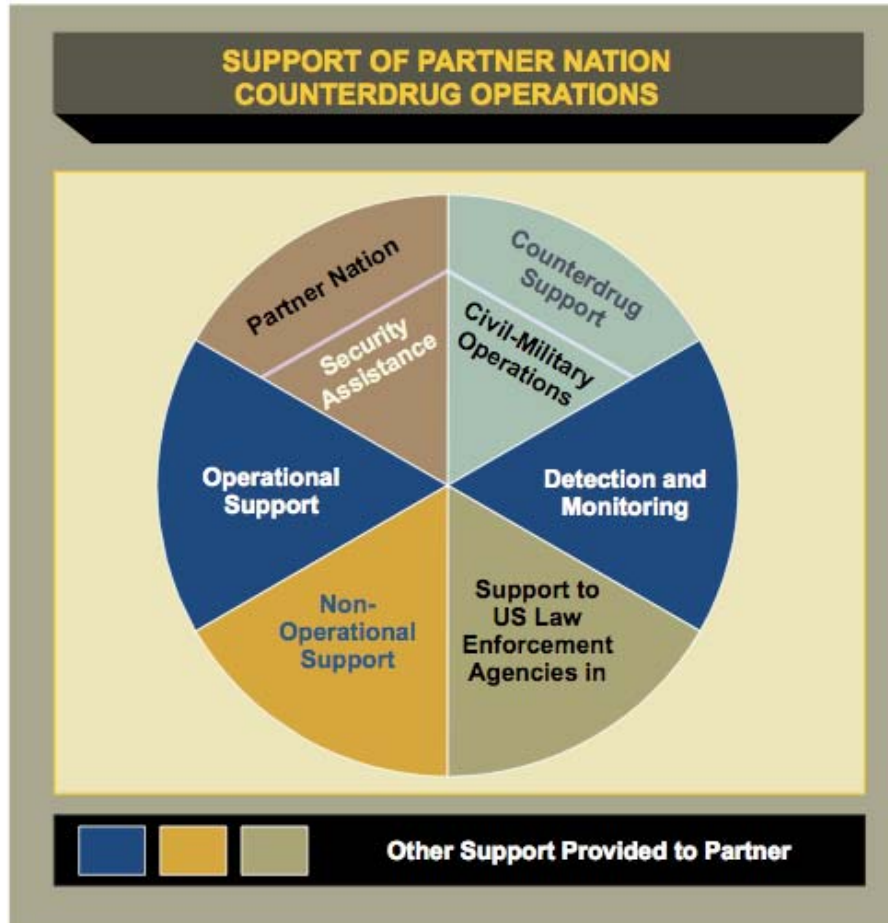 SUPPORT OF PARTNER NATION
COUNTERDRUG OPERATIONS
Partner Nation
Security
Assistance
Counterdrug
Support
Civil-Military
Operations
Operational
Support
Detection and
Monitoring
Non-
Operational
Support
Support to
US Law
Enforcement
Agencies in
Other Support Provided to Partner